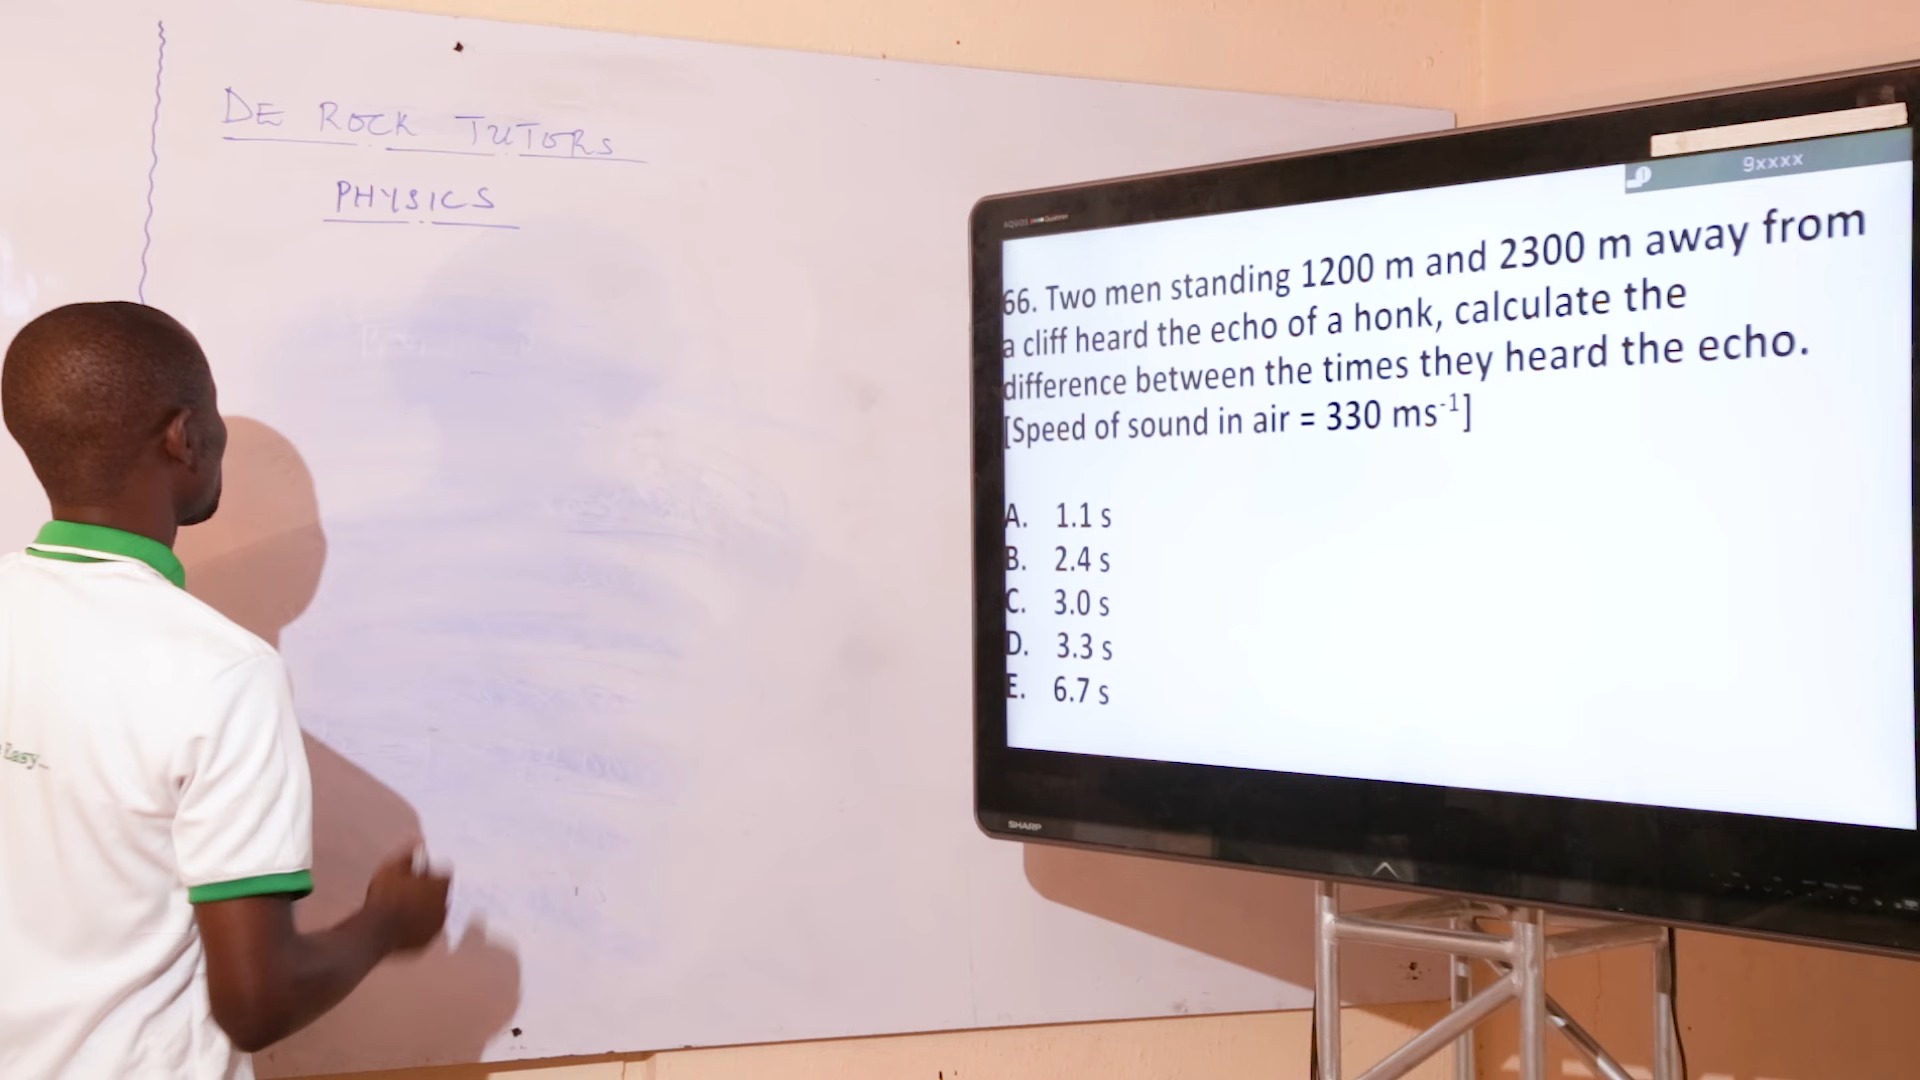 DE ROCK TUTORS
PHYSICS
9xxxx
66. Two men standing 1200 m and 2300 m away from
a cliff heard the echo of a honk, calculate the
difference between the times they heard the echo.
[Speed of sound in air = 330 ms⁻¹]
A. 1.1 s
B. 2.4 s
C. 3.0 s
D. 3.3 s
E. 6.7 s
SHARP
AQUOS
Easy...